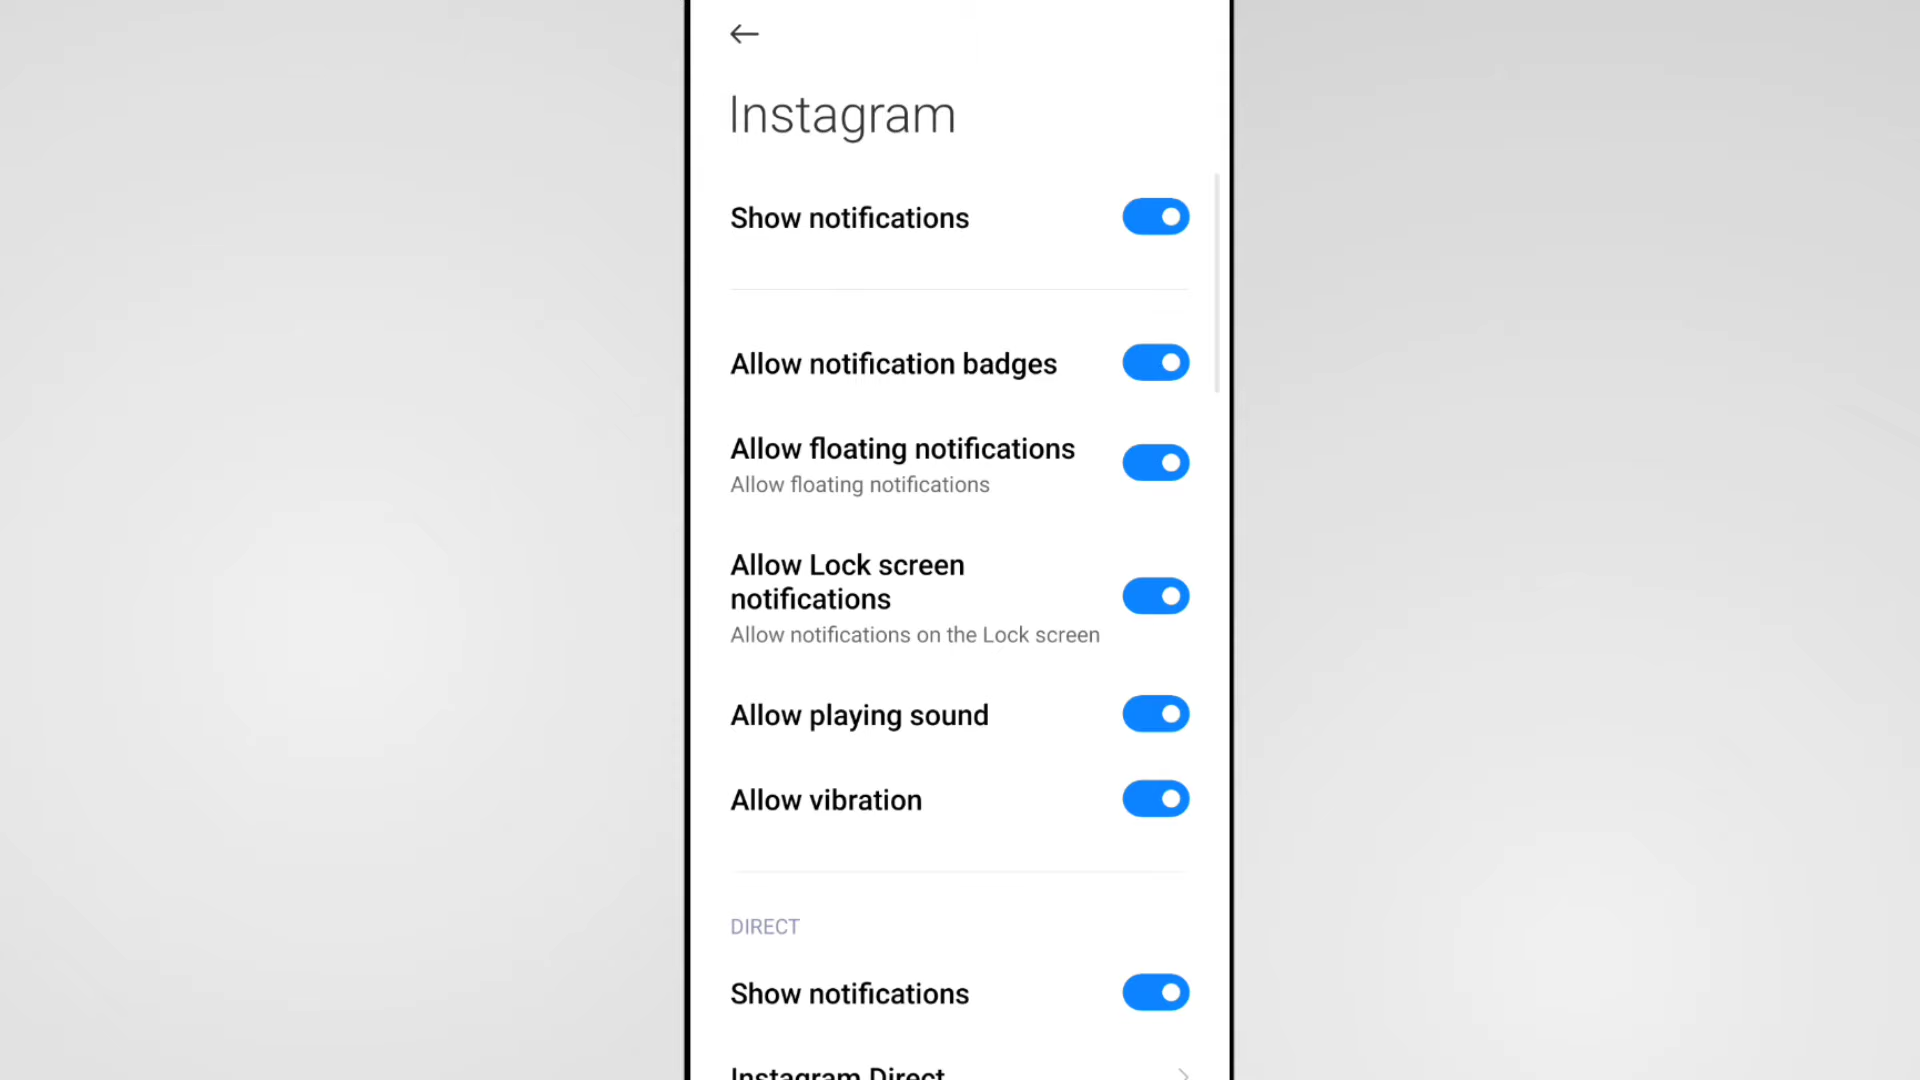 Instagram
Show notifications
Allow notification badges
Allow floating notifications
Allow floating notifications
Allow Lock screen
notifications
Allow notifications on the Lock screen
Allow playing sound
Allow vibration
DIRECT
Show notifications
Instagram Direct